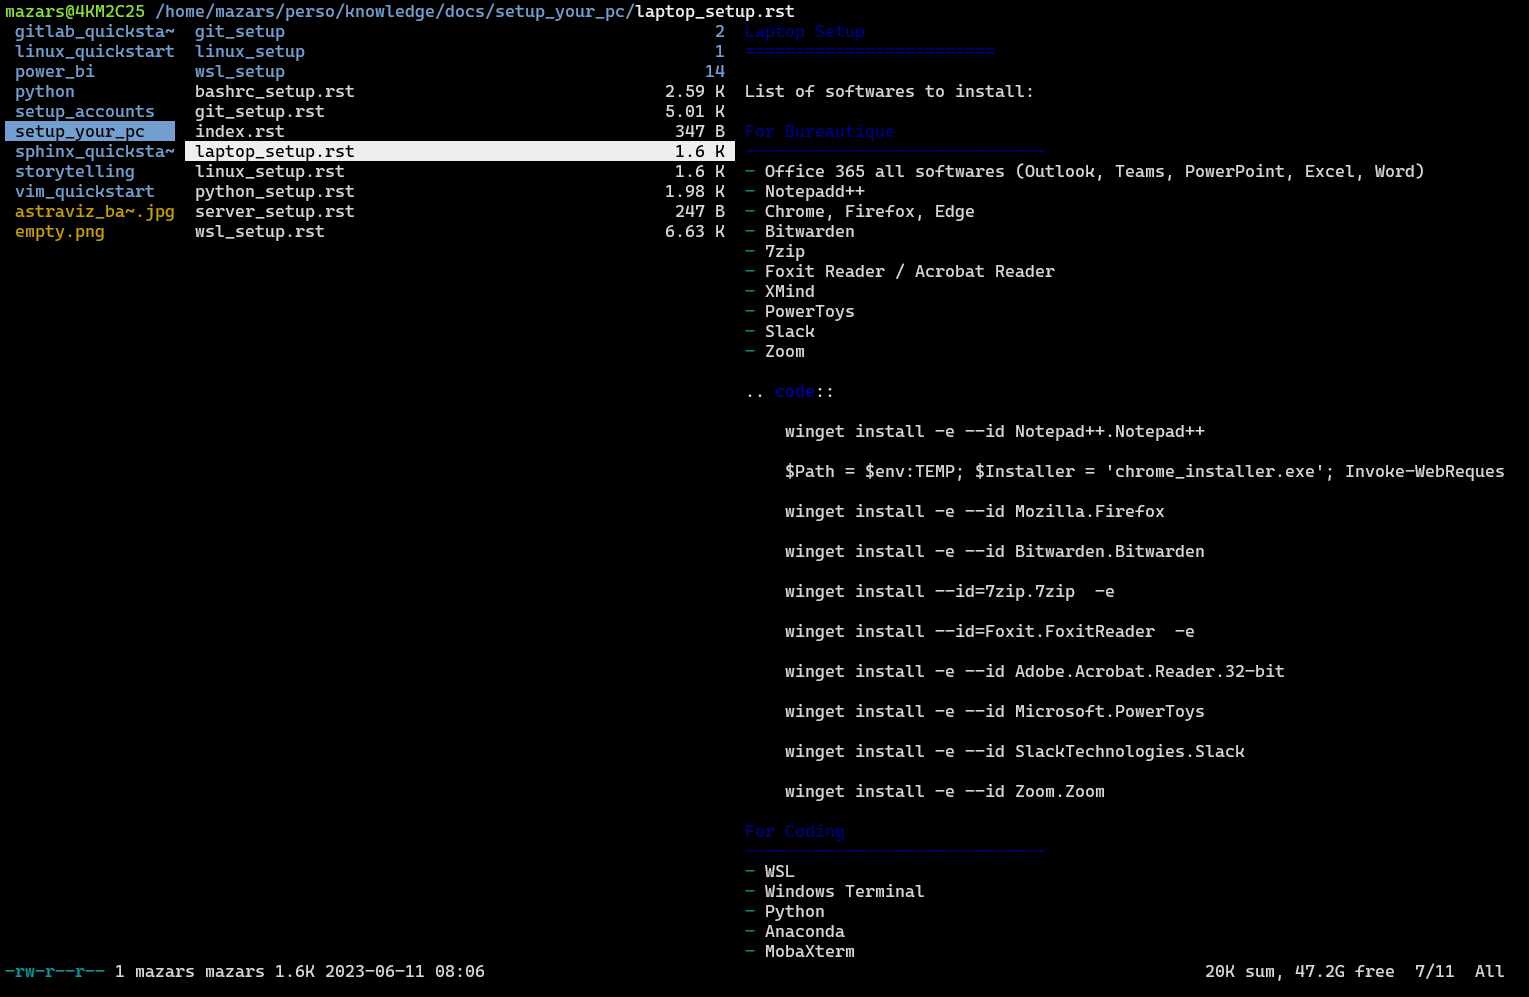 mazars@4KM2C25 /home/mazars/perso/knowledge/docs/setup_your_pc/laptop_setup.rst
gitlab_quicksta~
linux_quickstart
power_bi
python
setup_accounts
setup_your_pc
sphinx_quicksta~
storytelling
vim_quickstart
astraviz_ba~.jpg
empty.png
git_setup 2
linux_setup 1
wsl_setup 14
bashrc_setup.rst 2.59 K
git_setup.rst 5.01 K
index.rst 347 B
laptop_setup.rst 1.6 K
linux_setup.rst 1.6 K
python_setup.rst 1.98 K
server_setup.rst 247 B
wsl_setup.rst 6.63 K
Laptop Setup
=========================
List of softwares to install:
For Bureautique
------------------------------
- Office 365 all softwares (Outlook, Teams, PowerPoint, Excel, Word)
- Notepadd++
- Chrome, Firefox, Edge
- Bitwarden
- 7zip
- Foxit Reader / Acrobat Reader
- XMind
- PowerToys
- Slack
- Zoom
.. code::
winget install -e --id Notepad++.Notepad++
$Path = $env:TEMP; $Installer = 'chrome_installer.exe'; Invoke-WebReques
winget install -e --id Mozilla.Firefox
winget install -e --id Bitwarden.Bitwarden
winget install --id=7zip.7zip  -e
winget install --id=Foxit.FoxitReader  -e
winget install -e --id Adobe.Acrobat.Reader.32-bit
winget install -e --id Microsoft.PowerToys
winget install -e --id SlackTechnologies.Slack
winget install -e --id Zoom.Zoom
For Coding
------------------------------
- WSL
- Windows Terminal
- Python
- Anaconda
- MobaXterm
-rw-r--r-- 1 mazars mazars 1.6K 2023-06-11 08:06 20K sum, 47.2G free  7/11  All